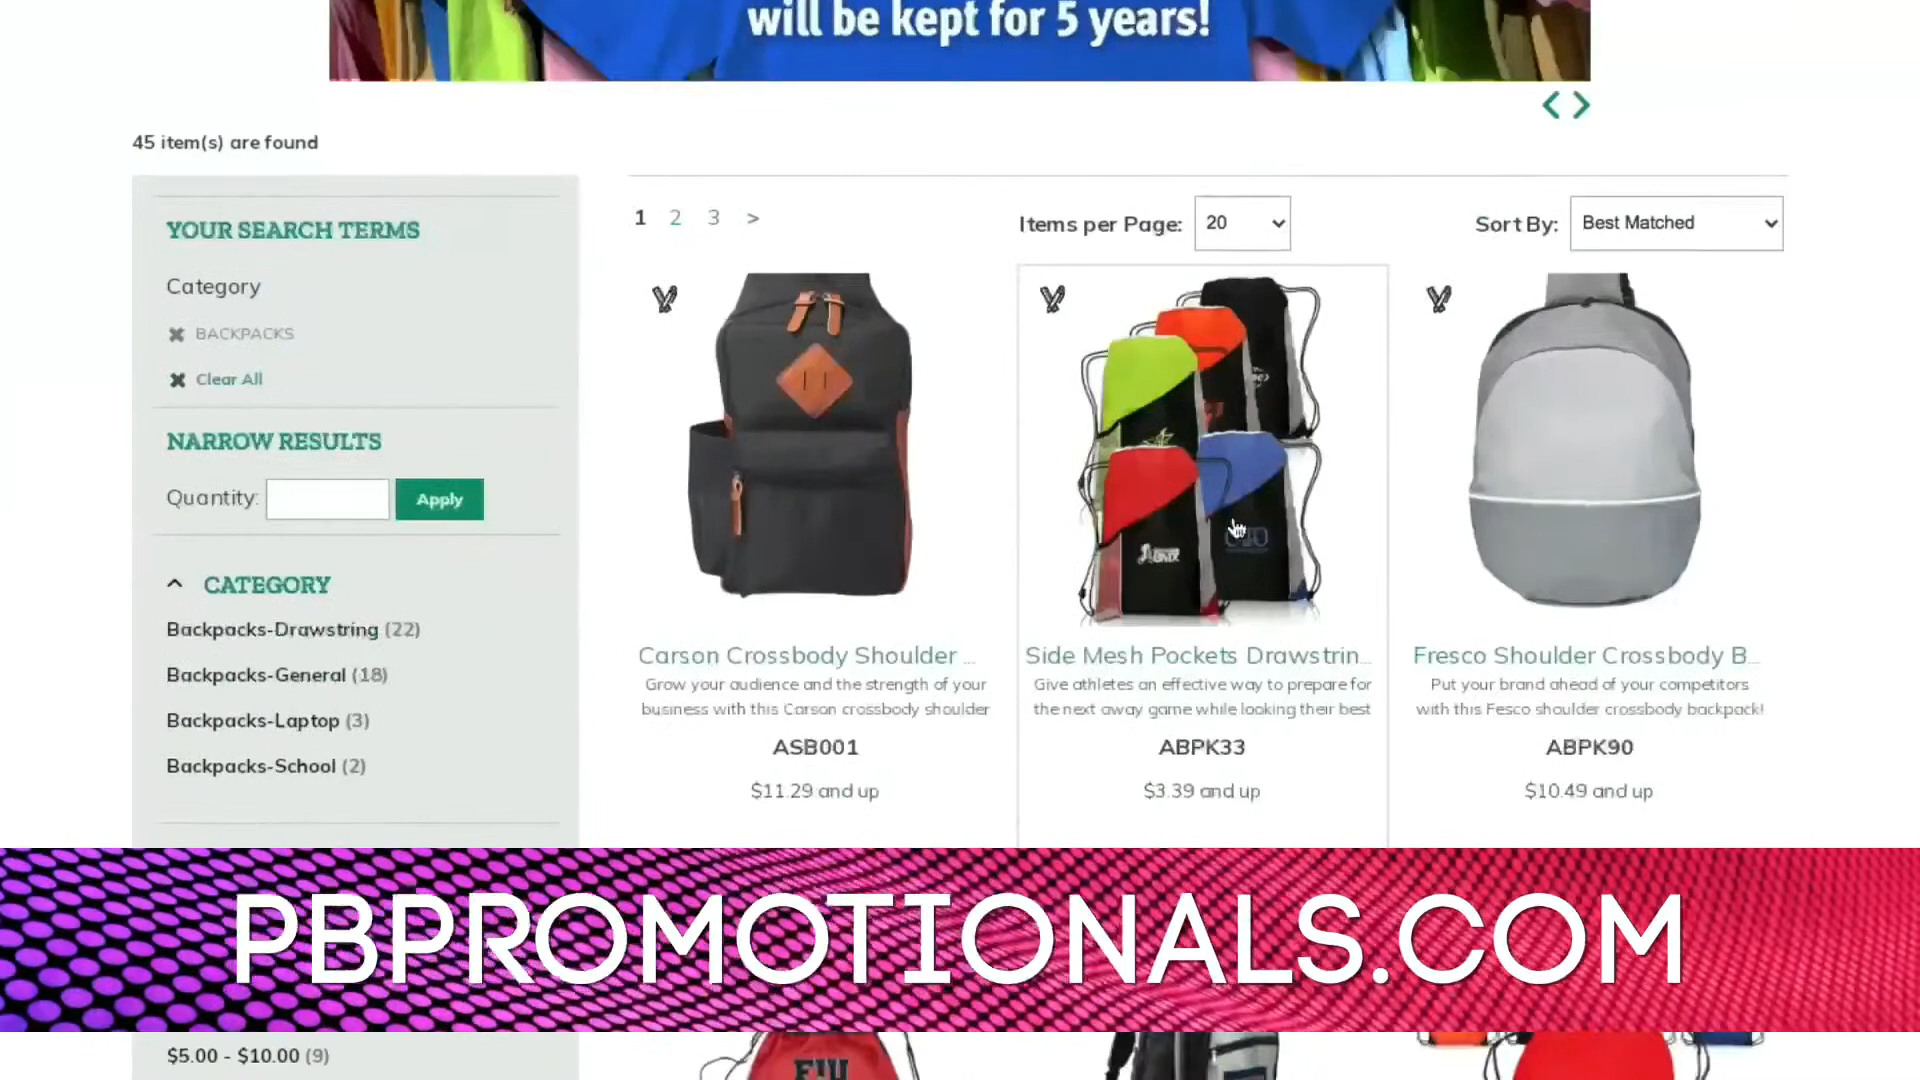 will be kept for 5 years!
45 item(s) are found
YOUR SEARCH TERMS
Category
BACKPACKS
Clear All
NARROW RESULTS
Quantity:
Apply
CATEGORY
Backpacks-Drawstring (22)
Backpacks-General (18)
Backpacks-Laptop (3)
Backpacks-School (2)
1 2 3 >
Items per Page: 20
Sort By: Best Matched
Carson Crossbody Shoulder ...
Grow your audience and the strength of your
business with this Carson crossbody shoulder
ASB001
$11.29 and up
Side Mesh Pockets Drawstrin...
Give athletes an effective way to prepare for
the next away game while looking their best
ABPK33
$3.39 and up
Fresco Shoulder Crossbody B...
Put your brand ahead of your competitors
with this Fesco shoulder crossbody backpack!
ABPK90
$10.49 and up
PBPROMOTIONALS.COM
$5.00 - $10.00 (9)
FIU